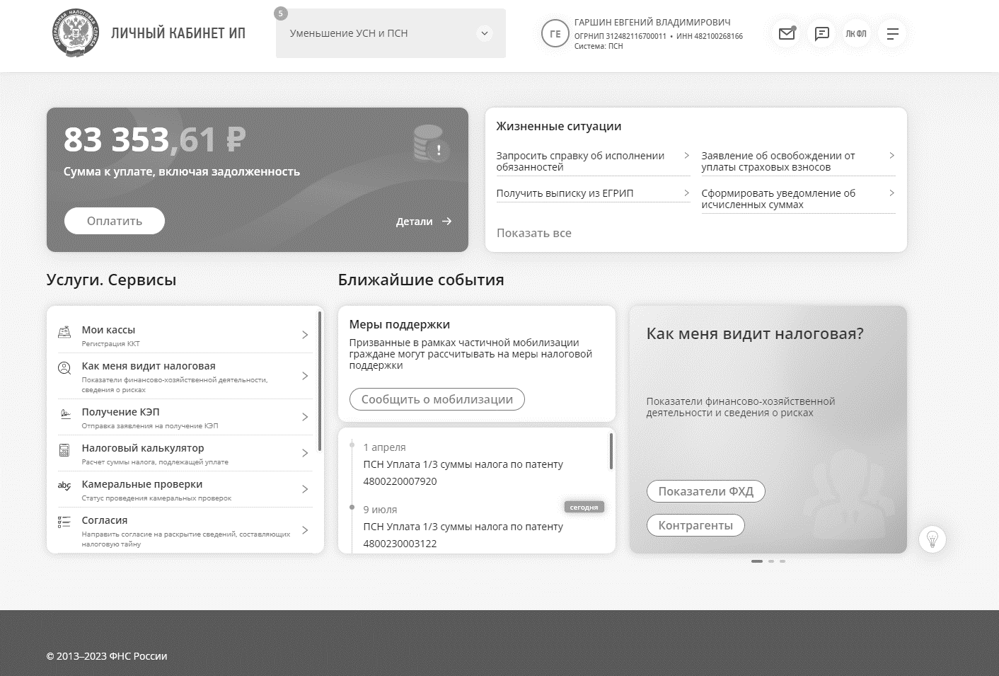 ФЕДЕРАЛЬНАЯ НАЛОГОВАЯ СЛУЖБА
ЛИЧНЫЙ КАБИНЕТ ИП
5
Уменьшение УСН и ПСН
ГЕ
ГАРШИН ЕВГЕНИЙ ВЛАДИМИРОВИЧ
ОГРНИП 312482116700011 • ИНН 482100268166
Система: ПСН
ЛК ФЛ
83 353,61 ₽
Сумма к уплате, включая задолженность
Оплатить
Детали
Жизненные ситуации
Запросить справку об исполнении
обязанностей
Заявление об освобождении от
уплаты страховых взносов
Получить выписку из ЕГРИП
Сформировать уведомление об
исчисленных суммах
Показать все
Услуги. Сервисы
Мои кассы
Регистрация ККТ
Как меня видит налоговая
Показатели финансово-хозяйственной деятельности,
сведения о рисках
Получение КЭП
Отправка заявления на получение КЭП
Налоговый калькулятор
Расчет суммы налога, подлежащей уплате
abc
Камеральные проверки
Статус проведения камеральных проверок
Согласия
Направить согласие на раскрытие сведений, составляющих
налоговую тайну
Ближайшие события
Меры поддержки
Призванные в рамках частичной мобилизации
граждане могут рассчитывать на меры налоговой
поддержки
Сообщить о мобилизации
1 апреля
ПСН Уплата 1/3 суммы налога по патенту
4800220007920
9 июля
сегодня
ПСН Уплата 1/3 суммы налога по патенту
4800230003122
Как меня видит налоговая?
Показатели финансово-хозяйственной
деятельности и сведения о рисках
Показатели ФХД
Контрагенты
© 2013–2023 ФНС России